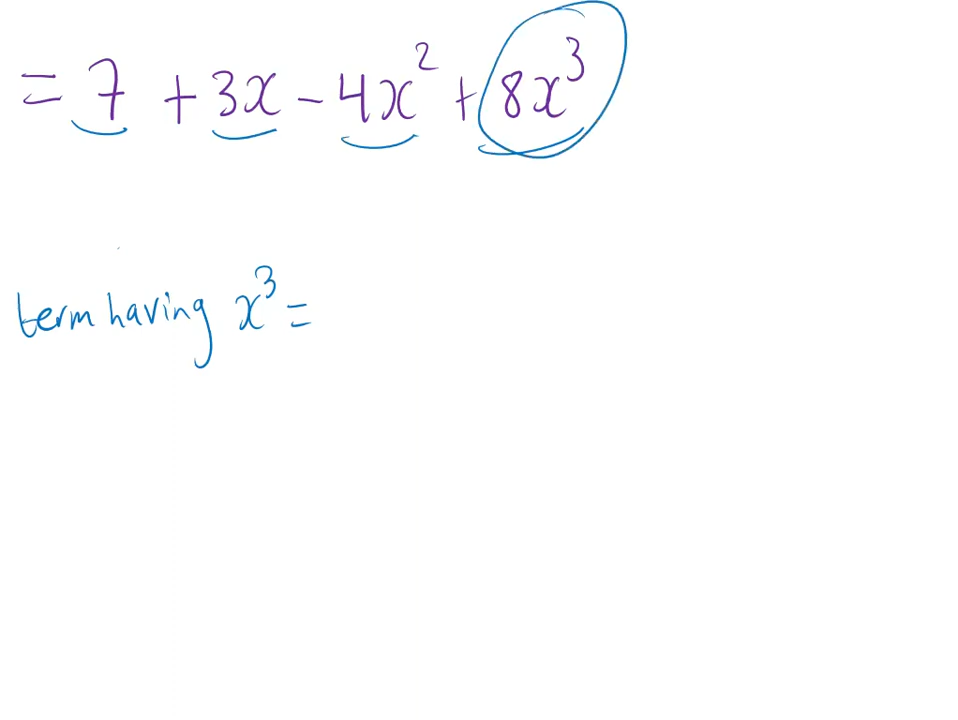 = 7 + 3x - 4x² + 8x³
term having x³ =